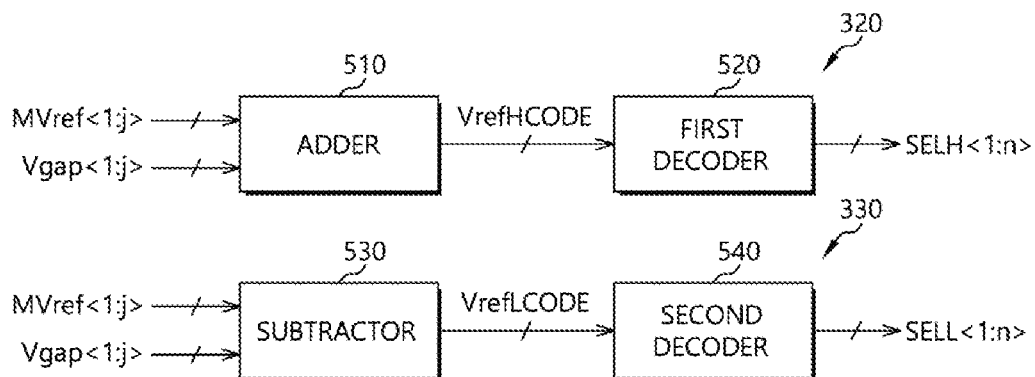 320
510
520
MVref<1:j>
Vgap<1:j>
ADDER
VrefHCODE
FIRST
DECODER
SELH<1:n>
330
530
540
MVref<1:j>
Vgap<1:j>
SUBTRACTOR
VrefLCODE
SECOND
DECODER
SELL<1:n>